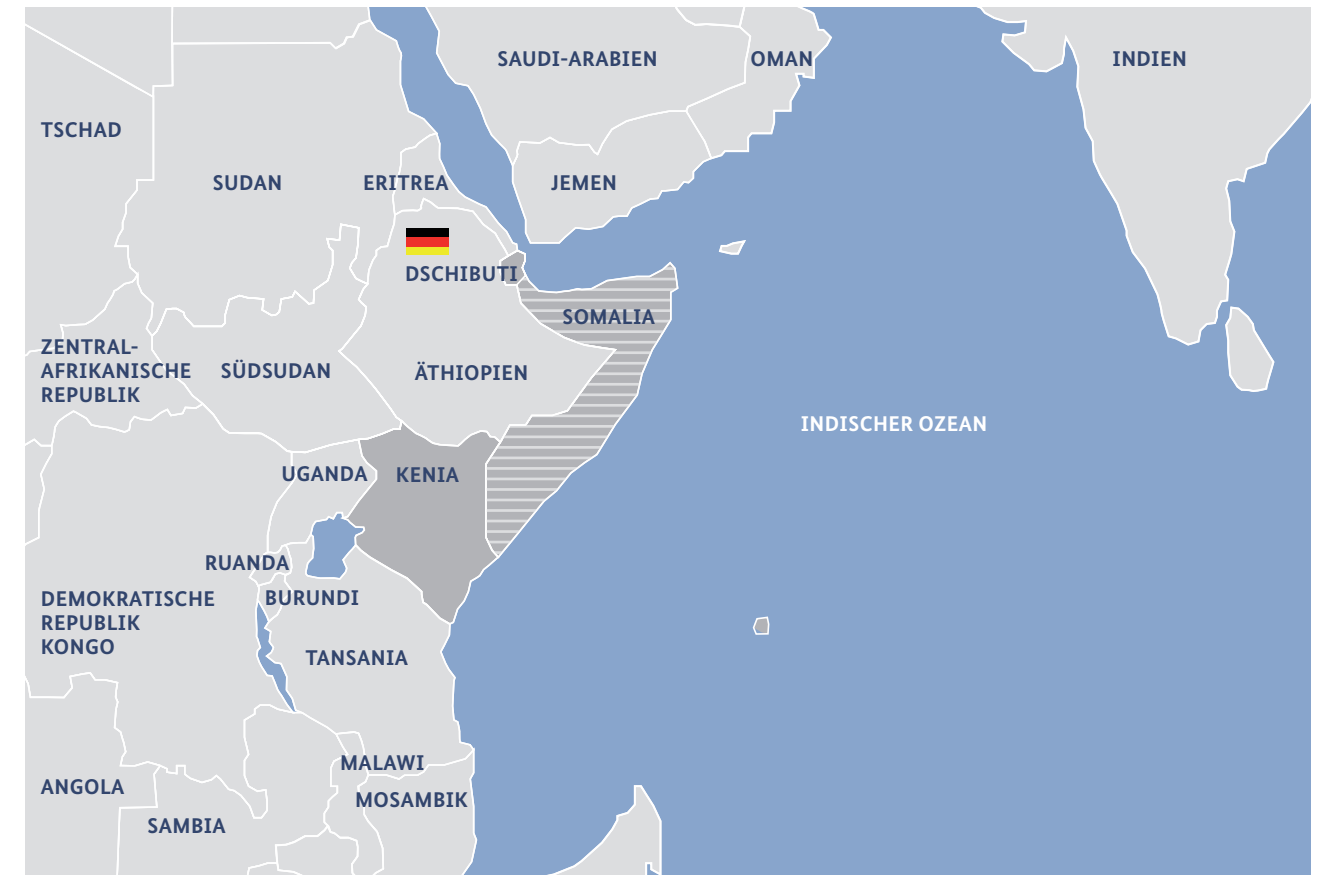 SAUDI-ARABIEN
OMAN
INDIEN
TSCHAD
SUDAN
ERITREA
JEMEN
DSCHIBUTI
SOMALIA
ZENTRAL-
AFRIKANISCHE
REPUBLIK
SÜDSUDAN
ÄTHIOPIEN
INDISCHER OZEAN
UGANDA
KENIA
RUANDA
DEMOKRATISCHE
REPUBLIK
KONGO
BURUNDI
TANSANIA
MALAWI
ANGOLA
MOSAMBIK
SAMBIA